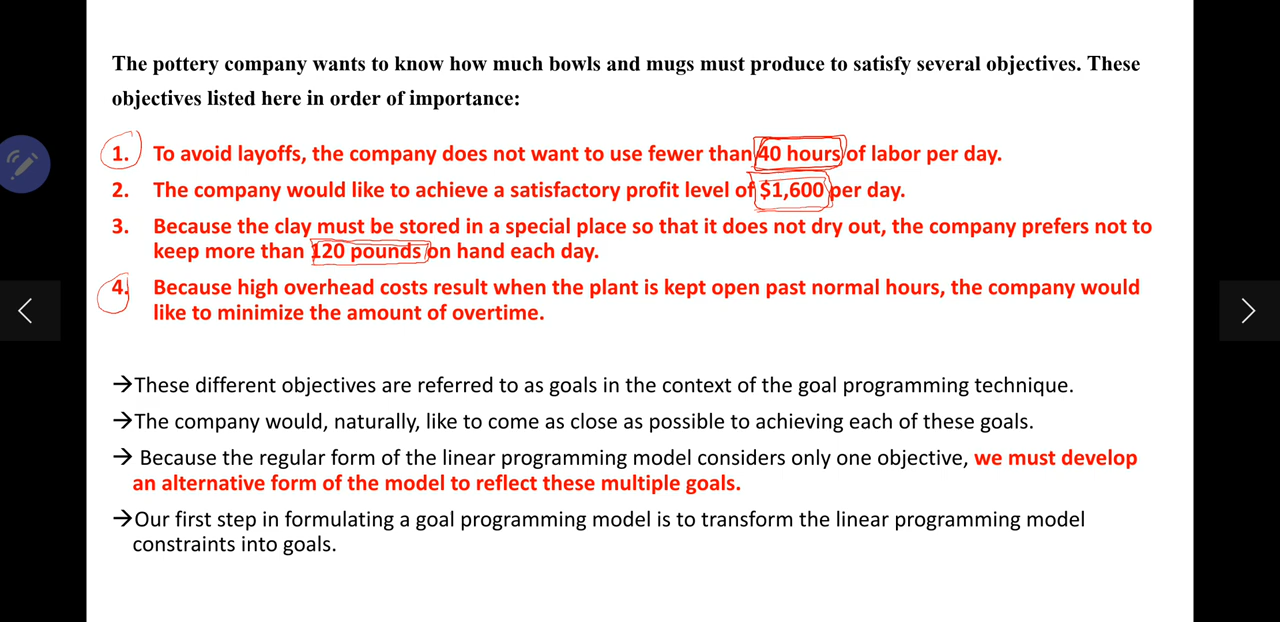 The pottery company wants to know how much bowls and mugs must produce to satisfy several objectives. These
objectives listed here in order of importance:
1. To avoid layoffs, the company does not want to use fewer than 40 hours of labor per day.
2. The company would like to achieve a satisfactory profit level of $1,600 per day.
3. Because the clay must be stored in a special place so that it does not dry out, the company prefers not to
keep more than 120 pounds on hand each day.
4. Because high overhead costs result when the plant is kept open past normal hours, the company would
like to minimize the amount of overtime.
→These different objectives are referred to as goals in the context of the goal programming technique.
→The company would, naturally, like to come as close as possible to achieving each of these goals.
→ Because the regular form of the linear programming model considers only one objective, we must develop
an alternative form of the model to reflect these multiple goals.
→Our first step in formulating a goal programming model is to transform the linear programming model
constraints into goals.